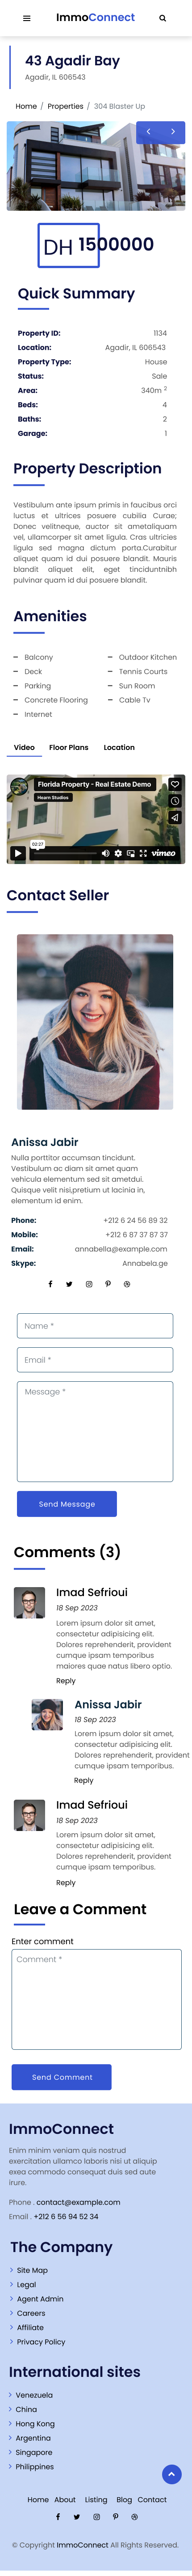 ImmoConnect
43 Agadir Bay
Agadir, IL 606543
Home / Properties / 304 Blaster Up
DH 1500000
Quick Summary
Property ID: 1134
Location: Agadir, IL 606543
Property Type: House
Status: Sale
Area: 340m 2
Beds: 4
Baths: 2
Garage: 1
Property Description
Vestibulum ante ipsum primis in faucibus orci
luctus et ultrices posuere cubilia Curae;
Donec velitneque, auctor sit ametaliquam
vel, ullamcorper sit amet ligula. Cras ultricies
ligula sed magna dictum porta.Curabitur
aliquet quam id dui posuere blandit. Mauris
blandit aliquet elit, eget tinciduntnibh
pulvinar quam id dui posuere blandit.
Amenities
Balcony
Deck
Parking
Concrete Flooring
Internet
Outdoor Kitchen
Tennis Courts
Sun Room
Cable Tv
Video Floor Plans Location
Florida Property - Real Estate Demo
Hearn Studios
02:27
vimeo
Contact Seller
Anissa Jabir
Nulla porttitor accumsan tincidunt.
Vestibulum ac diam sit amet quam
vehicula elementum sed sit ametdui.
Quisque velit nisi,pretium ut lacinia in,
elementum id enim.
Phone: +212 6 24 56 89 32
Mobile: +212 6 87 37 87 37
Email: annabella@example.com
Skype: Annabela.ge
Name *
Email *
Message *
Send Message
Comments (3)
Imad Sefrioui
18 Sep 2023
Lorem ipsum dolor sit amet,
consectetur adipisicing elit.
Dolores reprehenderit, provident
cumque ipsam temporibus
maiores quae natus libero optio.
Reply
Anissa Jabir
18 Sep 2023
Lorem ipsum dolor sit amet,
consectetur adipisicing elit.
Dolores reprehenderit, provident
cumque ipsam temporibus.
Reply
Imad Sefrioui
18 Sep 2023
Lorem ipsum dolor sit amet,
consectetur adipisicing elit.
Dolores reprehenderit, provident
cumque ipsam temporibus.
Reply
Leave a Comment
Enter comment
Comment *
Send Comment
ImmoConnect
Enim minim veniam quis nostrud
exercitation ullamco laboris nisi ut aliquip
exea commodo consequat duis sed aute
irure.
Phone . contact@example.com
Email . +212 6 56 94 52 34
The Company
Site Map
Legal
Agent Admin
Careers
Affiliate
Privacy Policy
International sites
Venezuela
China
Hong Kong
Argentina
Singapore
Philippines
Home About Listing Blog Contact
© Copyright ImmoConnect All Rights Reserved.